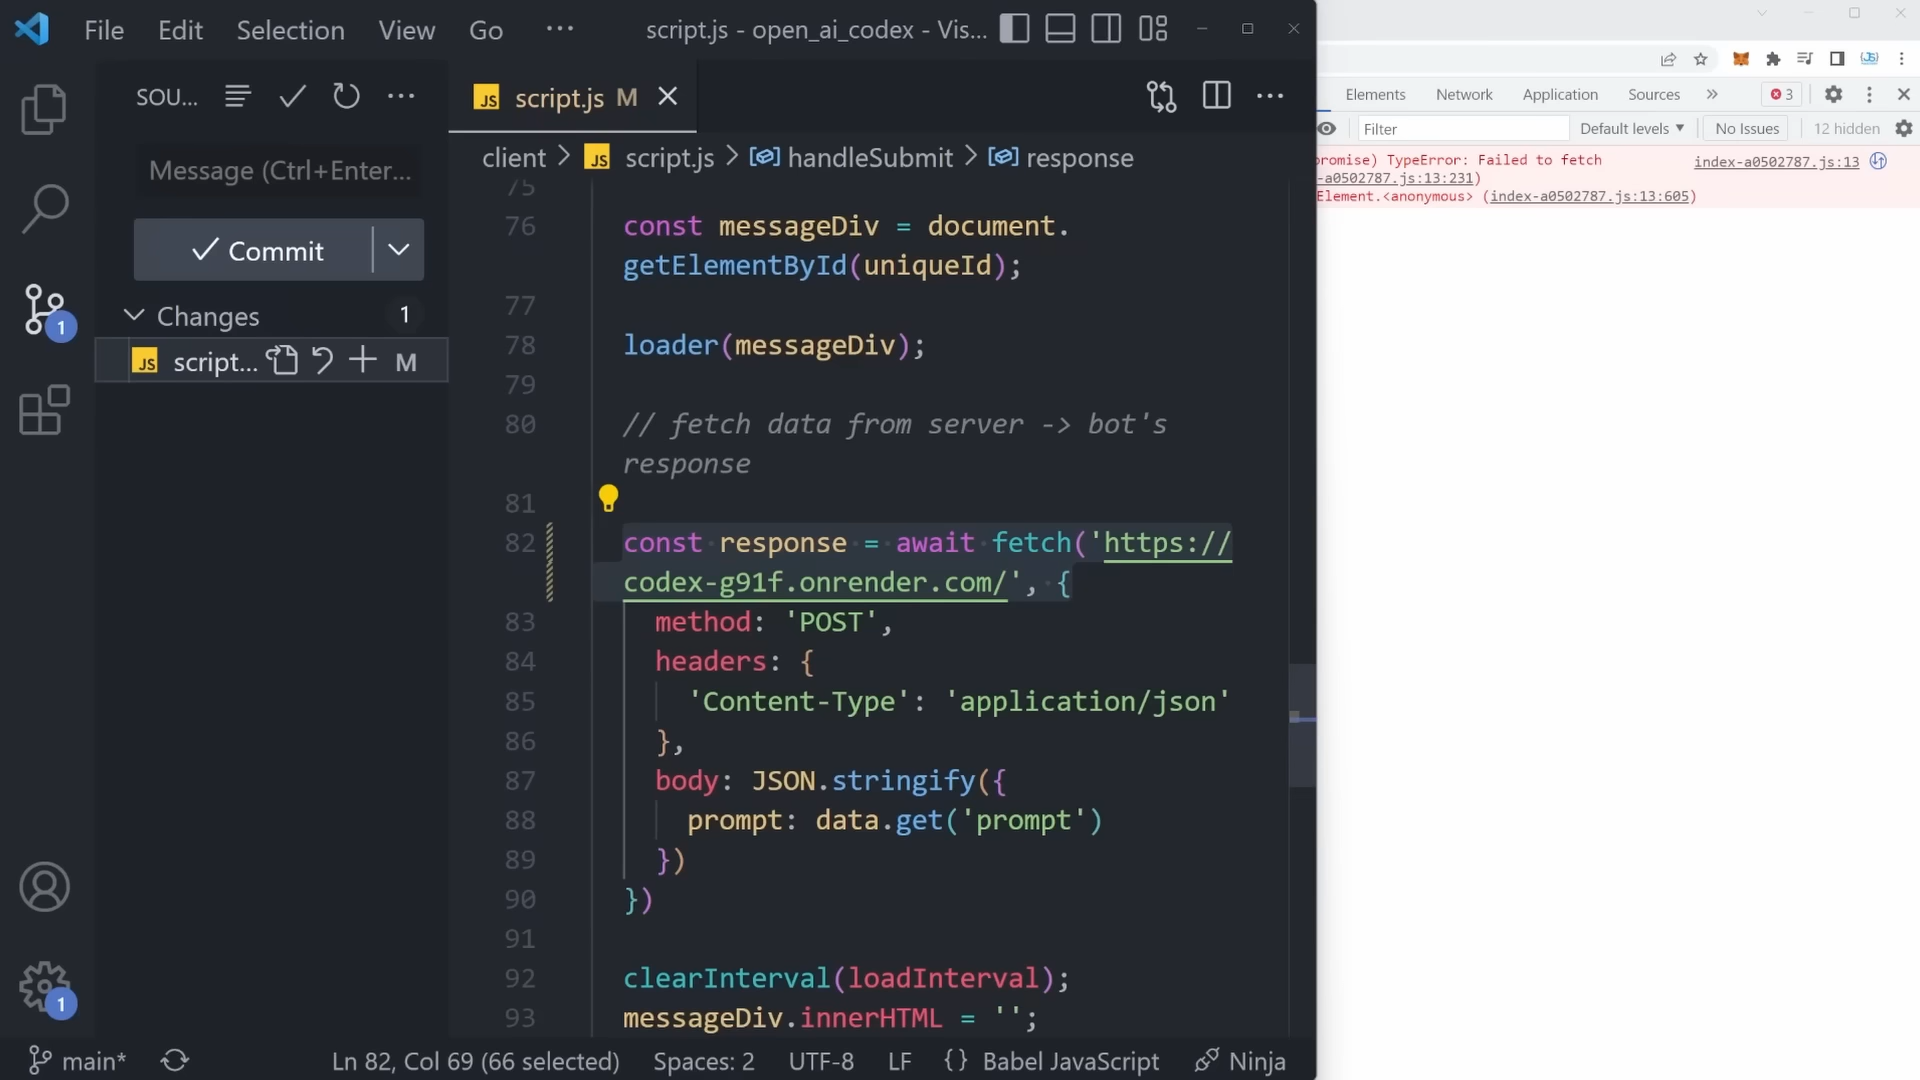 File Edit Selection View Go ··· script.js - open_ai_codex - Vis...
SOU...
script.js M
Message (Ctrl+Enter...
Commit
Changes 1
script... M
1
1
client > script.js > handleSubmit > response
75
76 const messageDiv = document.
getElementById(uniqueId);
77
78 loader(messageDiv);
79
80 // fetch data from server -> bot's
response
81
82 const response = await fetch('https://
codex-g91f.onrender.com/', {
83 method: 'POST',
84 headers: {
85 'Content-Type': 'application/json'
86 },
87 body: JSON.stringify({
88 prompt: data.get('prompt')
89 })
90 })
91
92 clearInterval(loadInterval);
93 messageDiv.innerHTML = '';
main* Ln 82, Col 69 (66 selected) Spaces: 2 UTF-8 LF {} Babel JavaScript Ninja
Elements Network Application Sources 3
Filter Default levels No Issues 12 hidden
promise) TypeError: Failed to fetch index-a0502787.js:13
-a0502787.js:13:231)
Element.<anonymous> (index-a0502787.js:13:605)